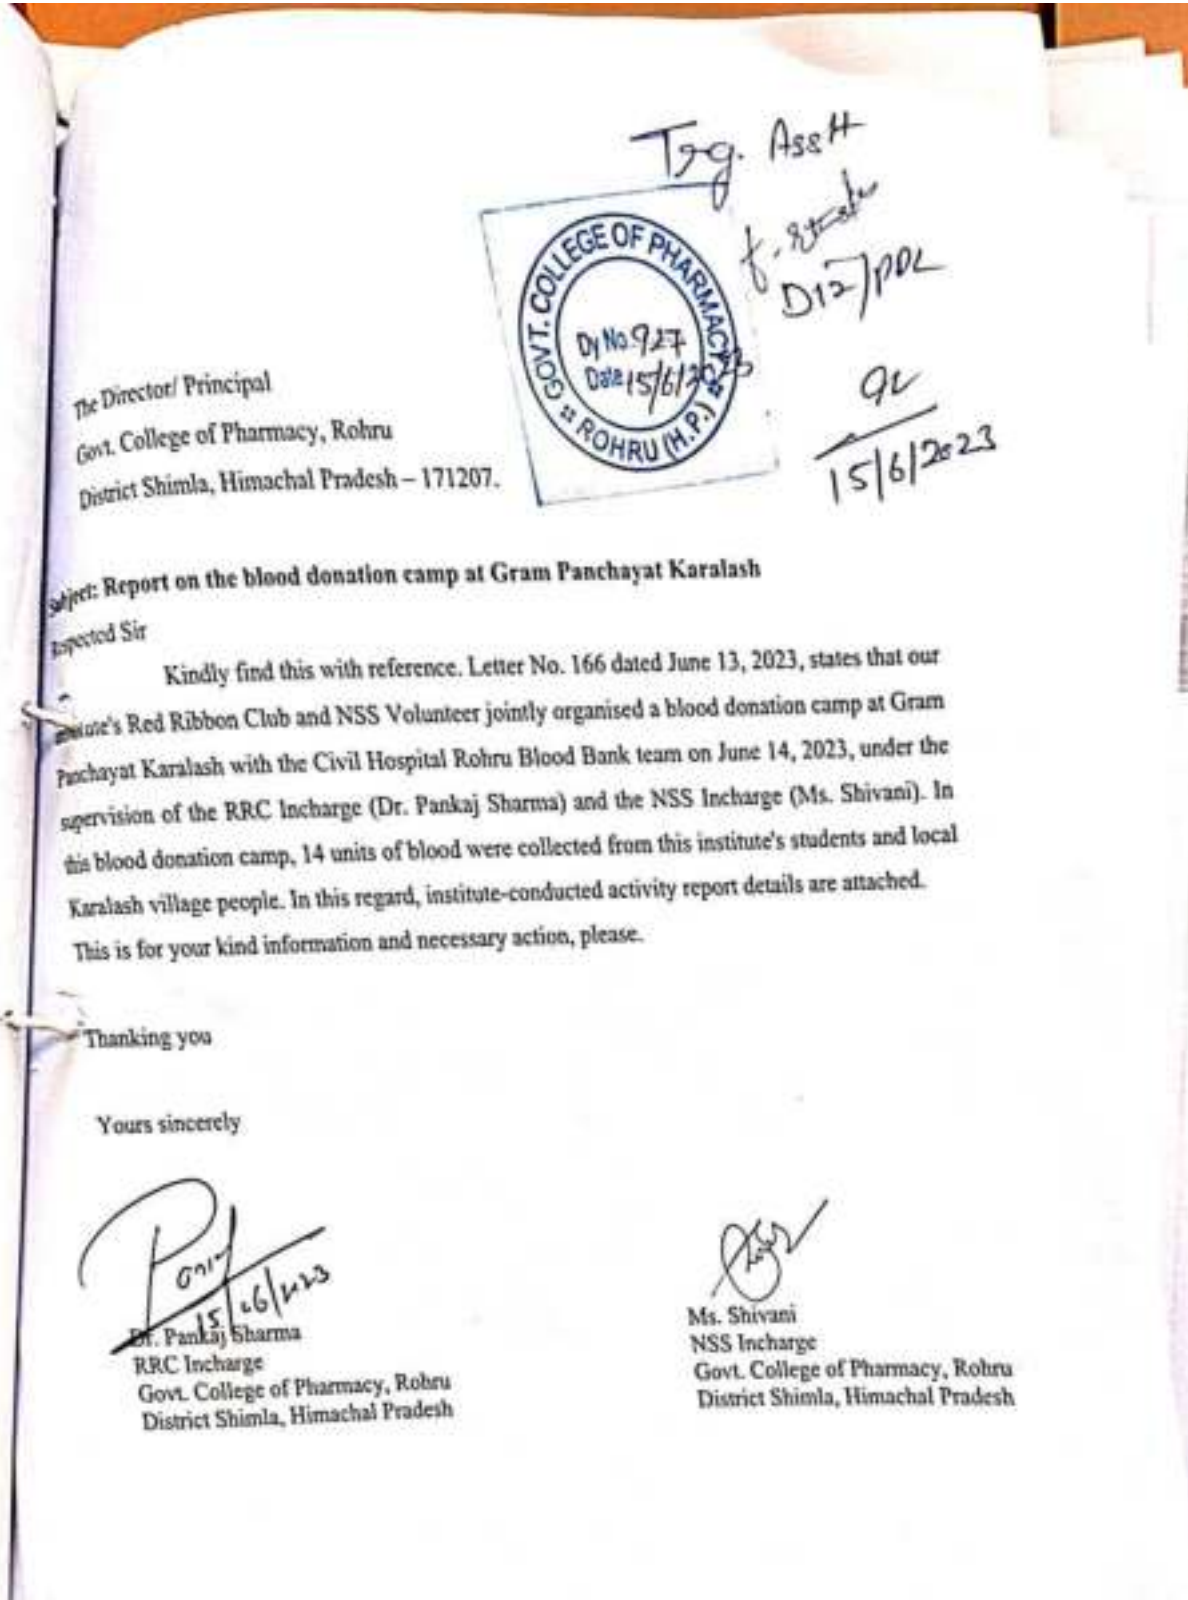 Trg. Asstt
D12/PDL
GOVT. COLLEGE OF PHARMACY
ROHRU (H.P.)
Dy No. 927
Date 15/6/2023
15/6/2023
The Director/ Principal
Govt. College of Pharmacy, Rohru
District Shimla, Himachal Pradesh – 171207.
Subject: Report on the blood donation camp at Gram Panchayat Karalash
Respected Sir
Kindly find this with reference. Letter No. 166 dated June 13, 2023, states that our
institute's Red Ribbon Club and NSS Volunteer jointly organised a blood donation camp at Gram
Panchayat Karalash with the Civil Hospital Rohru Blood Bank team on June 14, 2023, under the
supervision of the RRC Incharge (Dr. Pankaj Sharma) and the NSS Incharge (Ms. Shivani). In
this blood donation camp, 14 units of blood were collected from this institute's students and local
Karalash village people. In this regard, institute-conducted activity report details are attached.
This is for your kind information and necessary action, please.
Thanking you
Yours sincerely
15/06/2023
Dr. Pankaj Sharma
RRC Incharge
Govt. College of Pharmacy, Rohru
District Shimla, Himachal Pradesh
Ms. Shivani
NSS Incharge
Govt. College of Pharmacy, Rohru
District Shimla, Himachal Pradesh